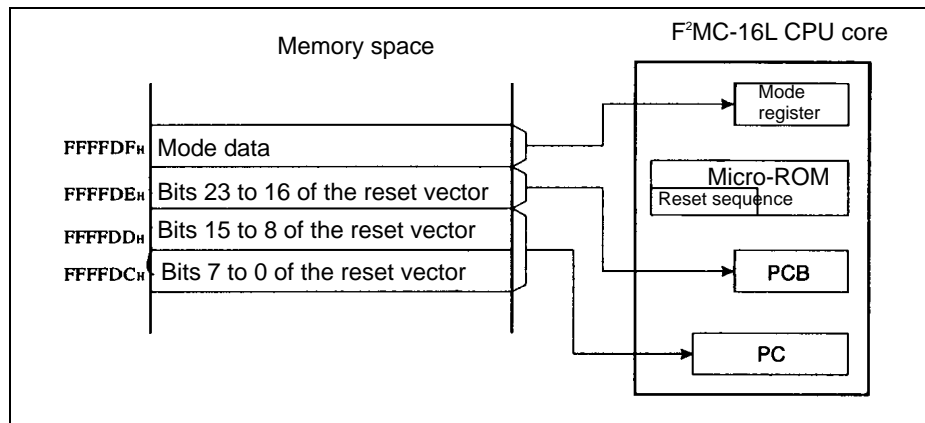 Memory space
F²MC-16L CPU core
FFFFDFH Mode data
FFFFDEH Bits 23 to 16 of the reset vector
FFFFDDH Bits 15 to 8 of the reset vector
FFFFDCH Bits 7 to 0 of the reset vector
Mode
register
Micro-ROM
Reset sequence
PCB
PC